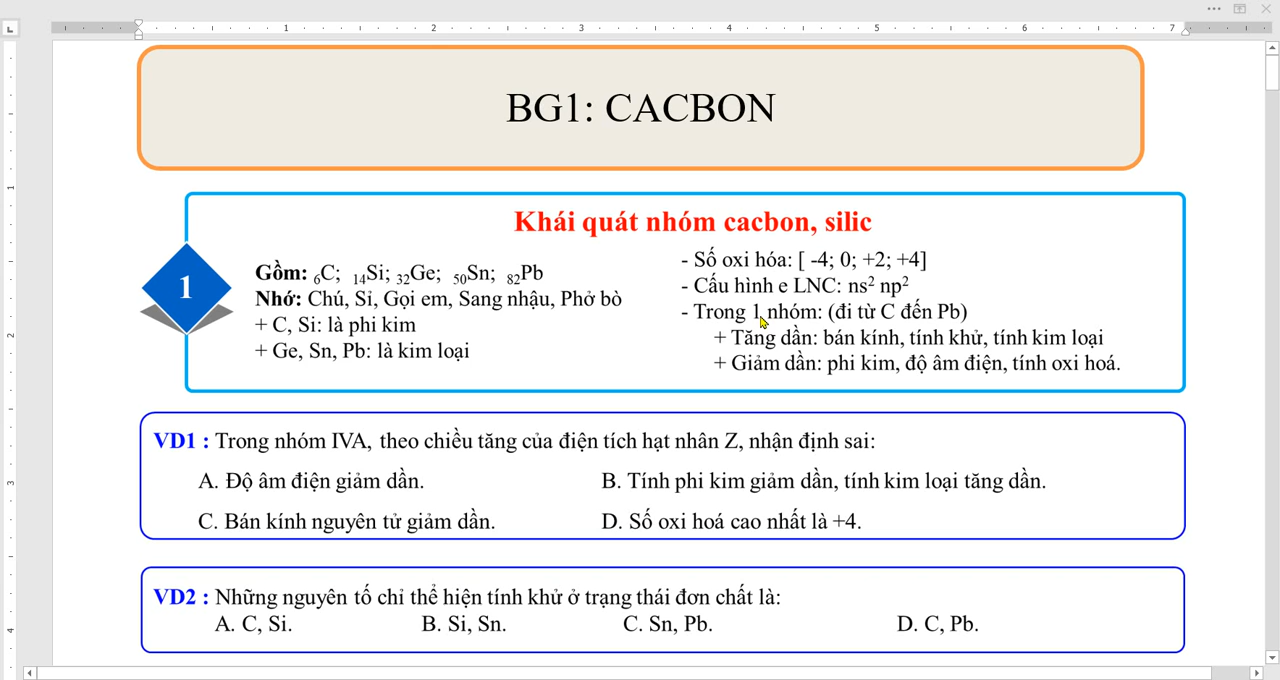 BG1: CACBON
Khái quát nhóm cacbon, silic
1
Gồm: ₆C; ₁₄Si; ₃₂Ge; ₅₀Sn; ₈₂Pb
Nhớ: Chú, Sỉ, Gọi em, Sang nhậu, Phở bò
+ C, Si: là phi kim
+ Ge, Sn, Pb: là kim loại
- Số oxi hóa: [ -4; 0; +2; +4]
- Cấu hình e LNC: ns² np²
- Trong 1 nhóm: (đi từ C đến Pb)
+ Tăng dần: bán kính, tính khử, tính kim loại
+ Giảm dần: phi kim, độ âm điện, tính oxi hoá.
VD1 : Trong nhóm IVA, theo chiều tăng của điện tích hạt nhân Z, nhận định sai:
A. Độ âm điện giảm dần. B. Tính phi kim giảm dần, tính kim loại tăng dần.
C. Bán kính nguyên tử giảm dần. D. Số oxi hoá cao nhất là +4.
VD2 : Những nguyên tố chỉ thể hiện tính khử ở trạng thái đơn chất là:
A. C, Si. B. Si, Sn. C. Sn, Pb. D. C, Pb.